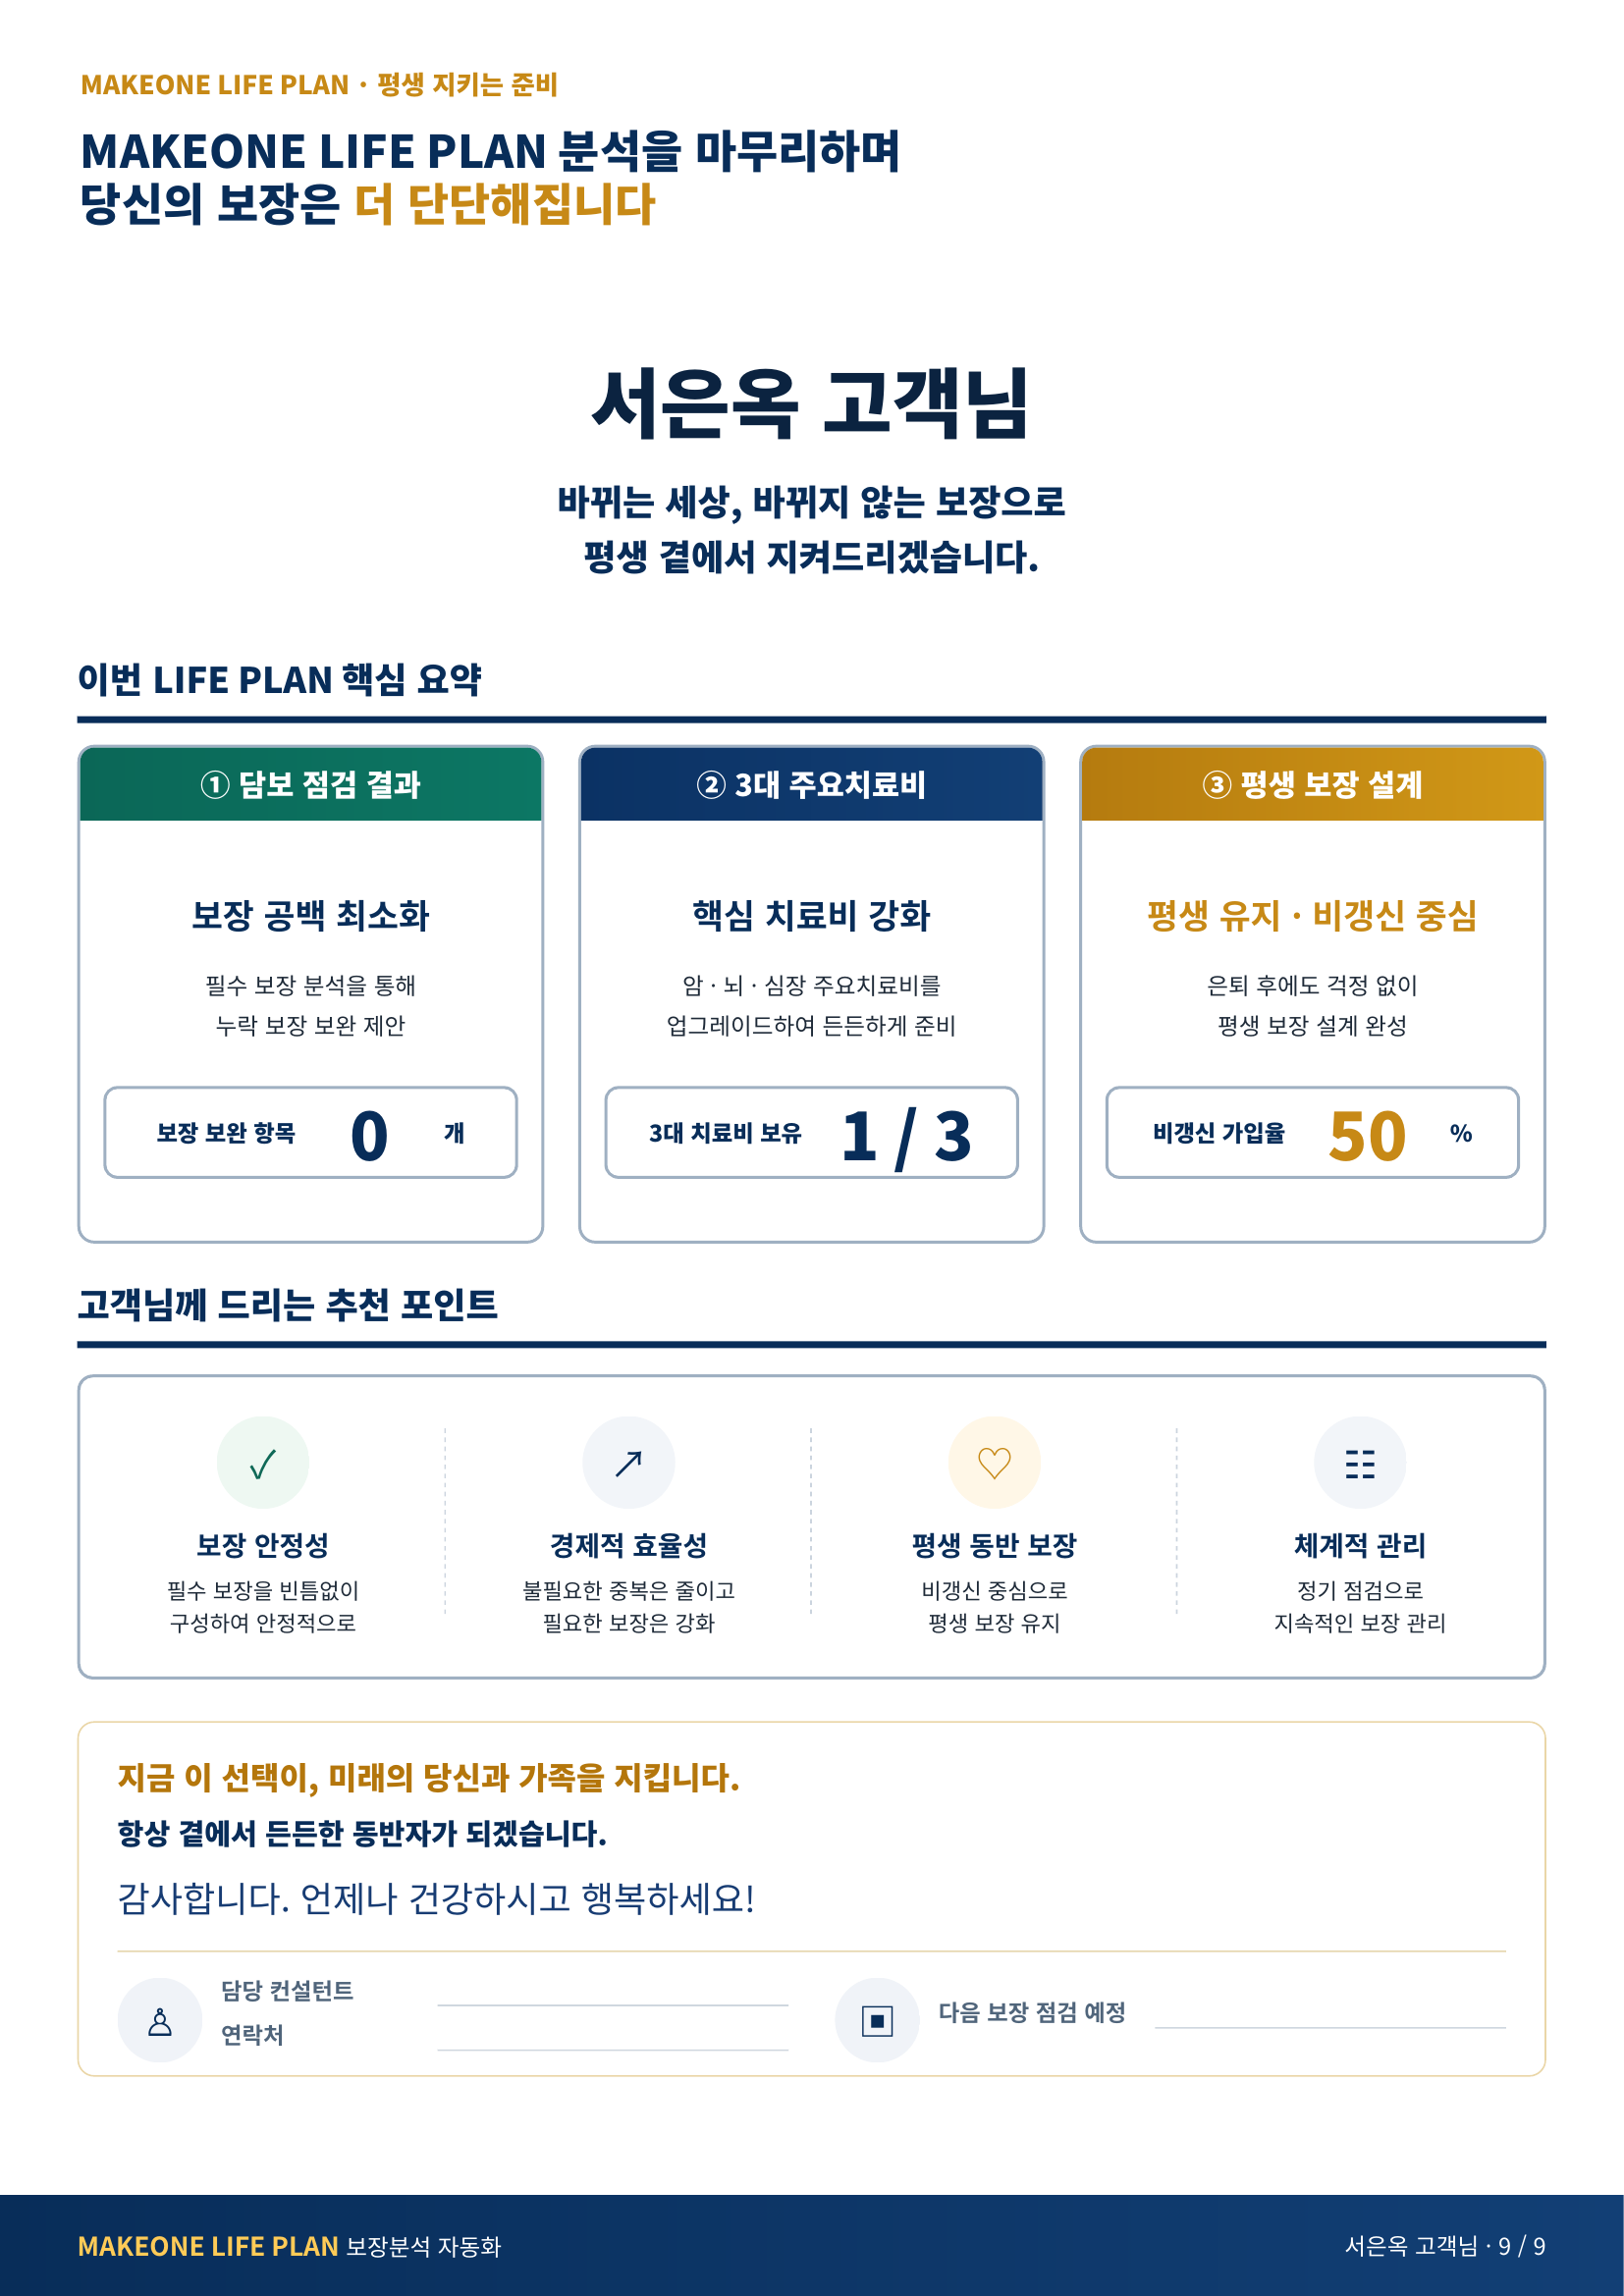 MAKEONE LIFE PLAN · 평생 지키는 준비
MAKEONE LIFE PLAN 분석을 마무리하며
당신의 보장은 더 단단해집니다
서은옥 고객님
바뀌는 세상, 바뀌지 않는 보장으로
평생 곁에서 지켜드리겠습니다.
이번 LIFE PLAN 핵심 요약
① 담보 점검 결과
보장 공백 최소화
필수 보장 분석을 통해
누락 보장 보완 제안
보장 보완 항목 0 개
② 3대 주요치료비
핵심 치료비 강화
암 · 뇌 · 심장 주요치료비를
업그레이드하여 든든하게 준비
3대 치료비 보유 1 / 3
③ 평생 보장 설계
평생 유지 · 비갱신 중심
은퇴 후에도 걱정 없이
평생 보장 설계 완성
비갱신 가입율 50 %
고객님께 드리는 추천 포인트
보장 안정성
필수 보장을 빈틈없이
구성하여 안정적으로
경제적 효율성
불필요한 중복은 줄이고
필요한 보장은 강화
평생 동반 보장
비갱신 중심으로
평생 보장 유지
체계적 관리
정기 점검으로
지속적인 보장 관리
지금 이 선택이, 미래의 당신과 가족을 지킵니다.
항상 곁에서 든든한 동반자가 되겠습니다.
감사합니다. 언제나 건강하시고 행복하세요!
담당 컨설턴트
연락처
다음 보장 점검 예정
MAKEONE LIFE PLAN 보장분석 자동화
서은옥 고객님 · 9 / 9